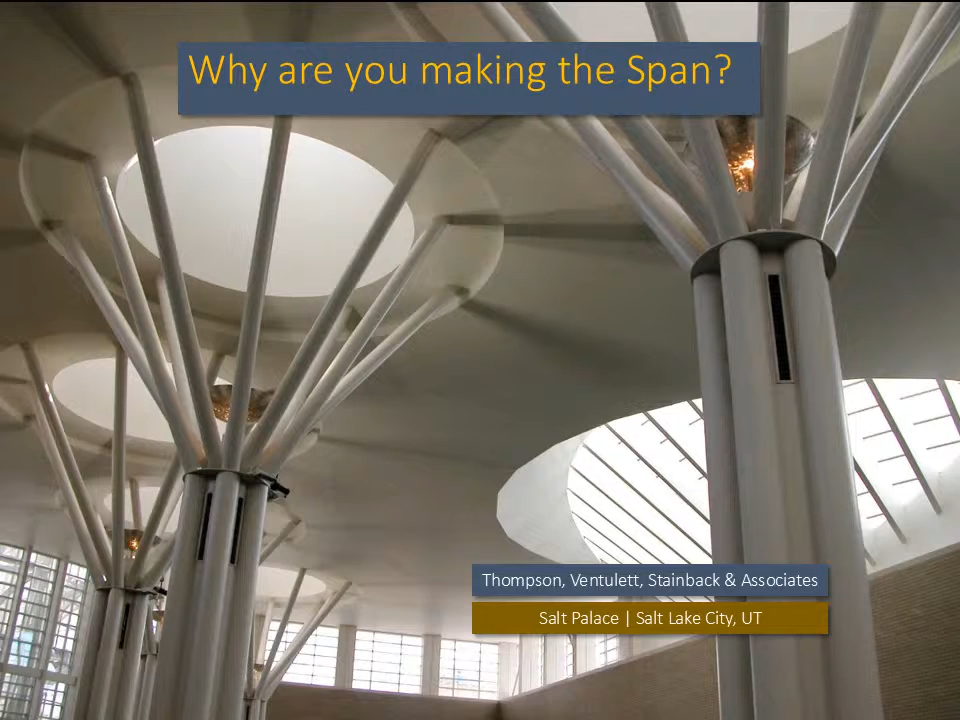 Why are you making the Span?
Thompson, Ventulett, Stainback & Associates
Salt Palace | Salt Lake City, UT